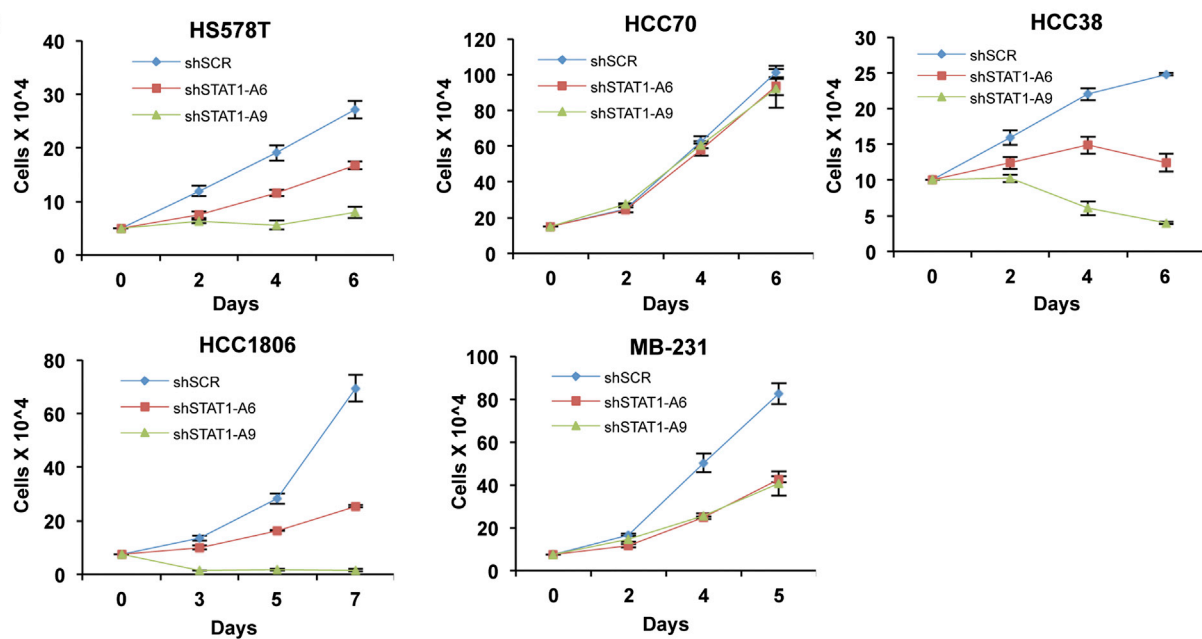 HS578T
40
30
20
10
0
Cells X 10^4
shSCR
shSTAT1-A6
shSTAT1-A9
0 2 4 6
Days
HCC70
120
100
80
60
40
20
0
Cells X 10^4
shSCR
shSTAT1-A6
shSTAT1-A9
0 2 4 6
Days
HCC38
30
25
20
15
10
5
0
Cells X 10^4
shSCR
shSTAT1-A6
shSTAT1-A9
0 2 4 6
Days
HCC1806
80
60
40
20
0
Cells X 10^4
shSCR
shSTAT1-A6
shSTAT1-A9
0 3 5 7
Days
MB-231
100
80
60
40
20
0
Cells X 10^4
shSCR
shSTAT1-A6
shSTAT1-A9
0 2 4 5
Days